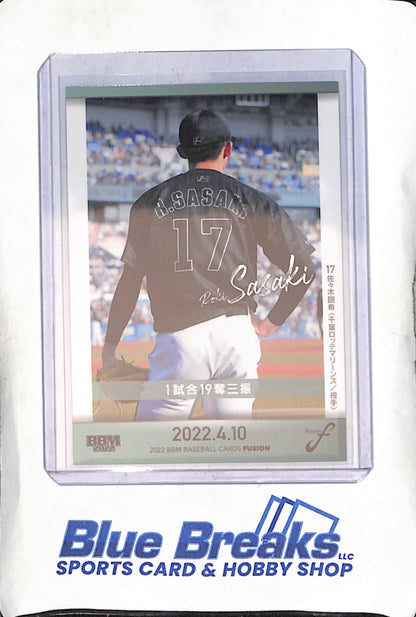 R.SASAKI
17
Roki Sasaki
17 佐々木朗希〈千葉ロッテマリーンズ/投手〉
1試合19奪三振
BBM
2022
2022.4.10
2022 BBM BASEBALL CARDS FUSION
f
Blue Breaks LLC
SPORTS CARD & HOBBY SHOP